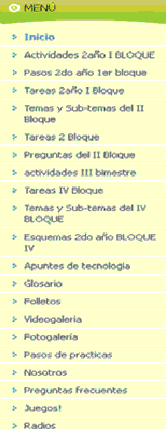 MENÚ
Inicio
Actividades 2año I BLOQUE
Pasos 2do año 1er bloque
Tareas 2año I Bloque
Temas y Sub-temas del II
Bloque
Tareas 2 Bloque
Preguntas del II Bloque
actividades III bimestre
Tareas IV Bloque
Temas y Sub-temas del IV
BLOQUE
Esquemas 2do año BLOQUE
IV
Apuntes de tecnologia
Glosario
Folletos
Videogaleria
Fotogaleria
Pasos de practicas
Nosotros
Preguntas frecuentes
Juegos!
Radios